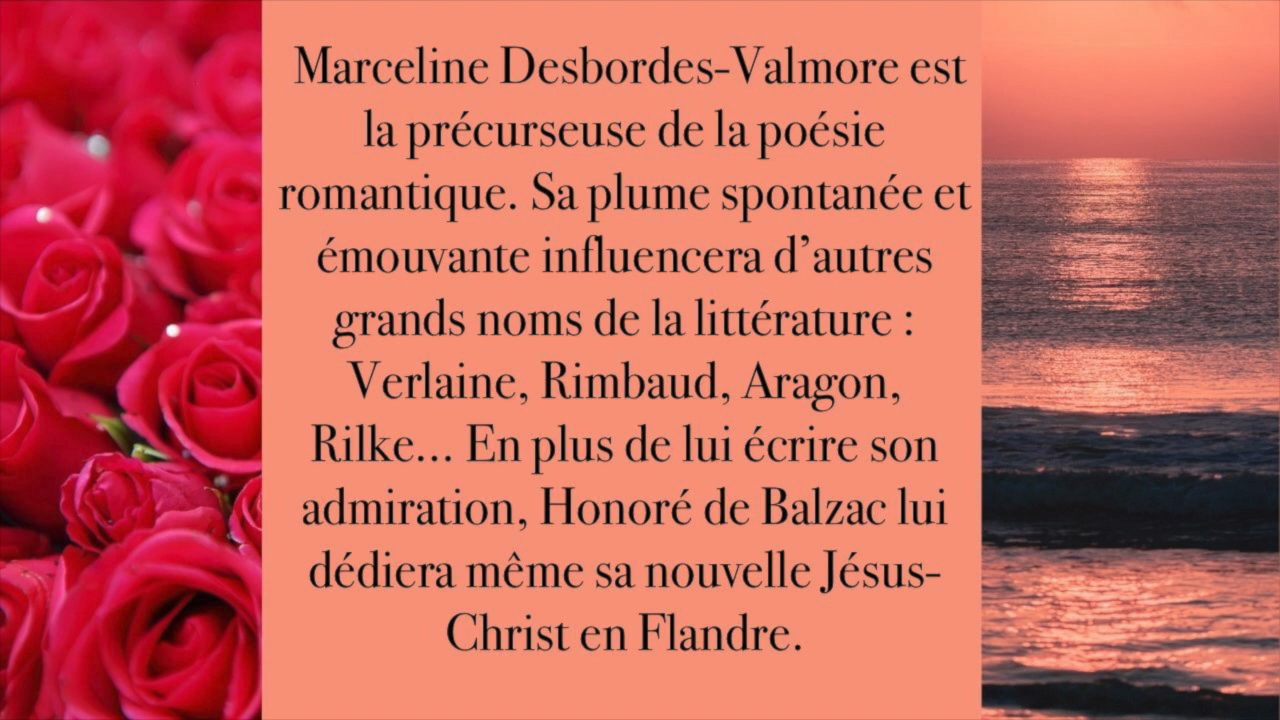 Marceline Desbordes-Valmore est
la précurseuse de la poésie
romantique. Sa plume spontanée et
émouvante influencera d’autres
grands noms de la littérature :
Verlaine, Rimbaud, Aragon,
Rilke... En plus de lui écrire son
admiration, Honoré de Balzac lui
dédiera même sa nouvelle Jésus-
Christ en Flandre.